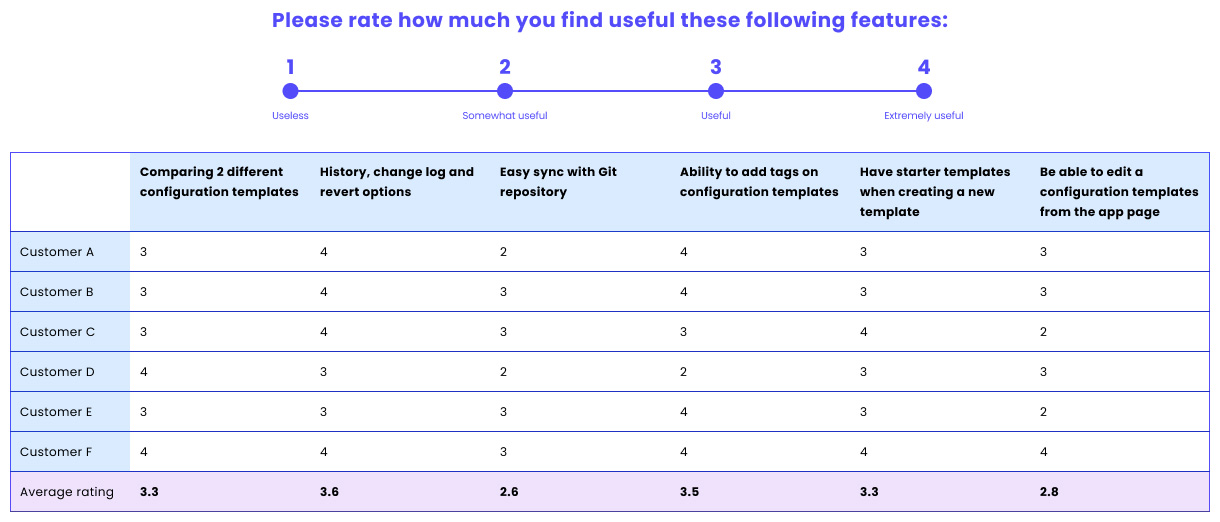 Please rate how much you find useful these following features:
1 2 3 4
Useless Somewhat useful Useful Extremely useful
Comparing 2 different configuration templates History, change log and revert options Easy sync with Git repository Ability to add tags on configuration templates Have starter templates when creating a new template Be able to edit a configuration templates from the app page
Customer A 3 4 2 4 3 3
Customer B 3 4 3 4 3 3
Customer C 3 4 3 3 4 2
Customer D 4 3 2 2 3 3
Customer E 3 3 3 4 3 2
Customer F 4 4 3 4 4 4
Average rating 3.3 3.6 2.6 3.5 3.3 2.8